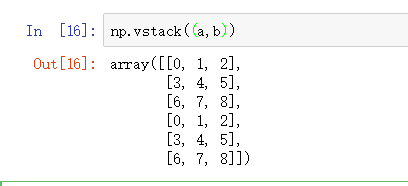 In [16]: np.vstack((a,b))
Out[16]: array([[0, 1, 2],
[3, 4, 5],
[6, 7, 8],
[0, 1, 2],
[3, 4, 5],
[6, 7, 8]])